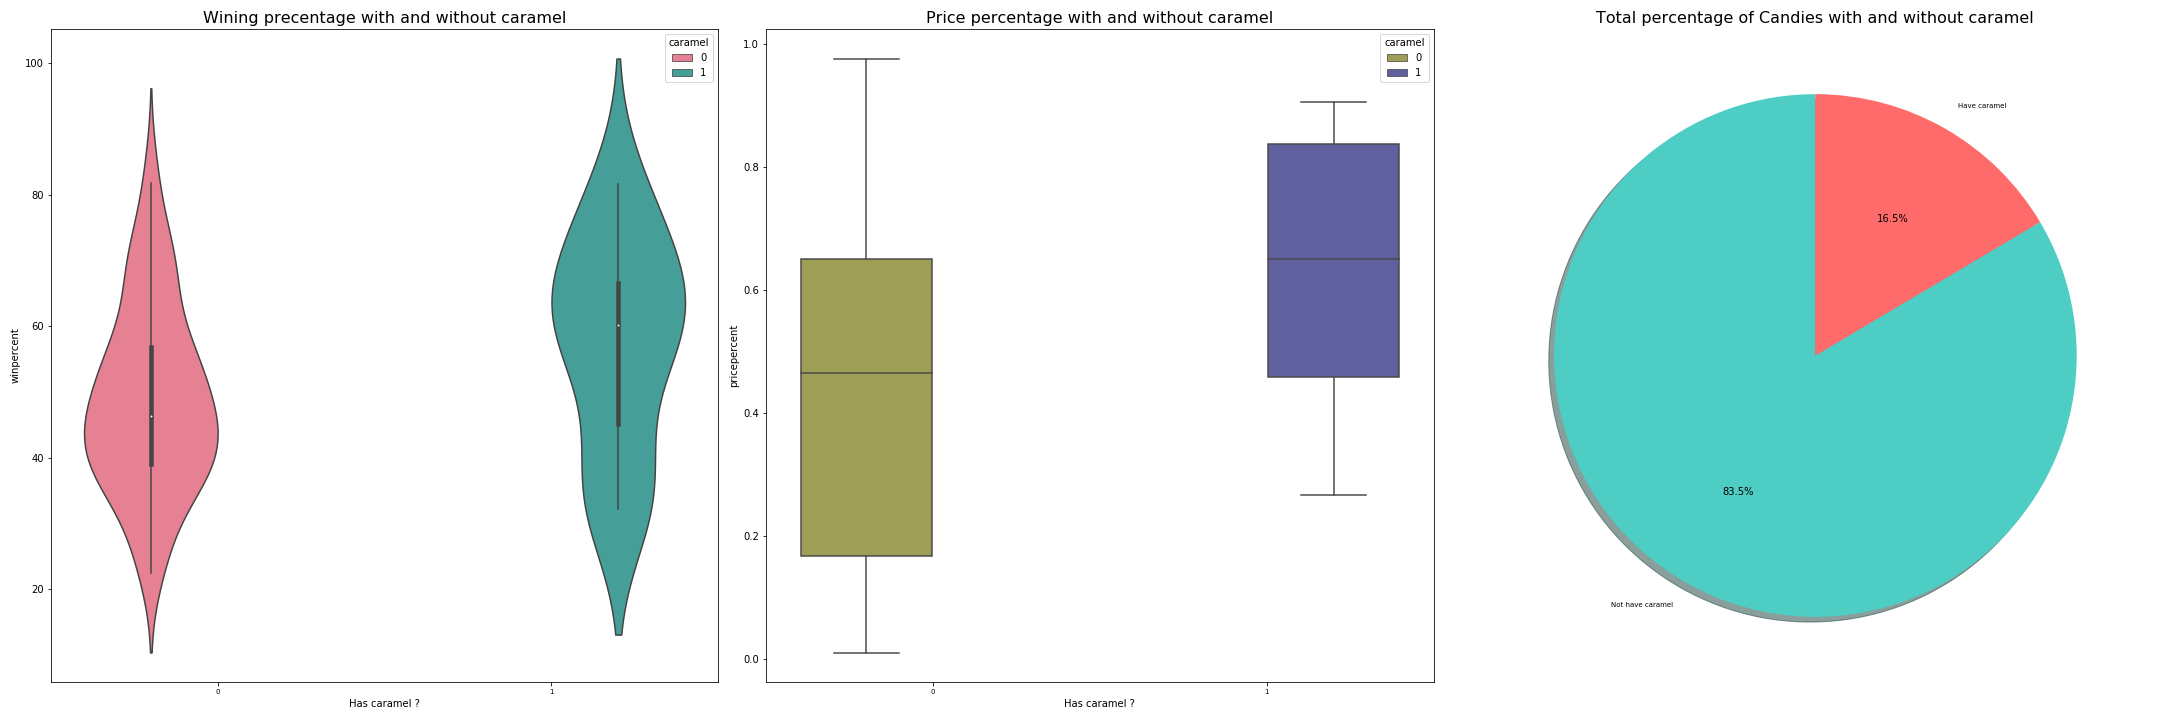 Wining precentage with and without caramel
caramel
0
1
100
80
60
40
20
winpercent
0
1
Has caramel ?
Price percentage with and without caramel
caramel
0
1
1.0
0.8
0.6
0.4
0.2
0.0
pricepercent
0
1
Has caramel ?
Total percentage of Candies with and without caramel
Have caramel
16.5%
83.5%
Not have caramel